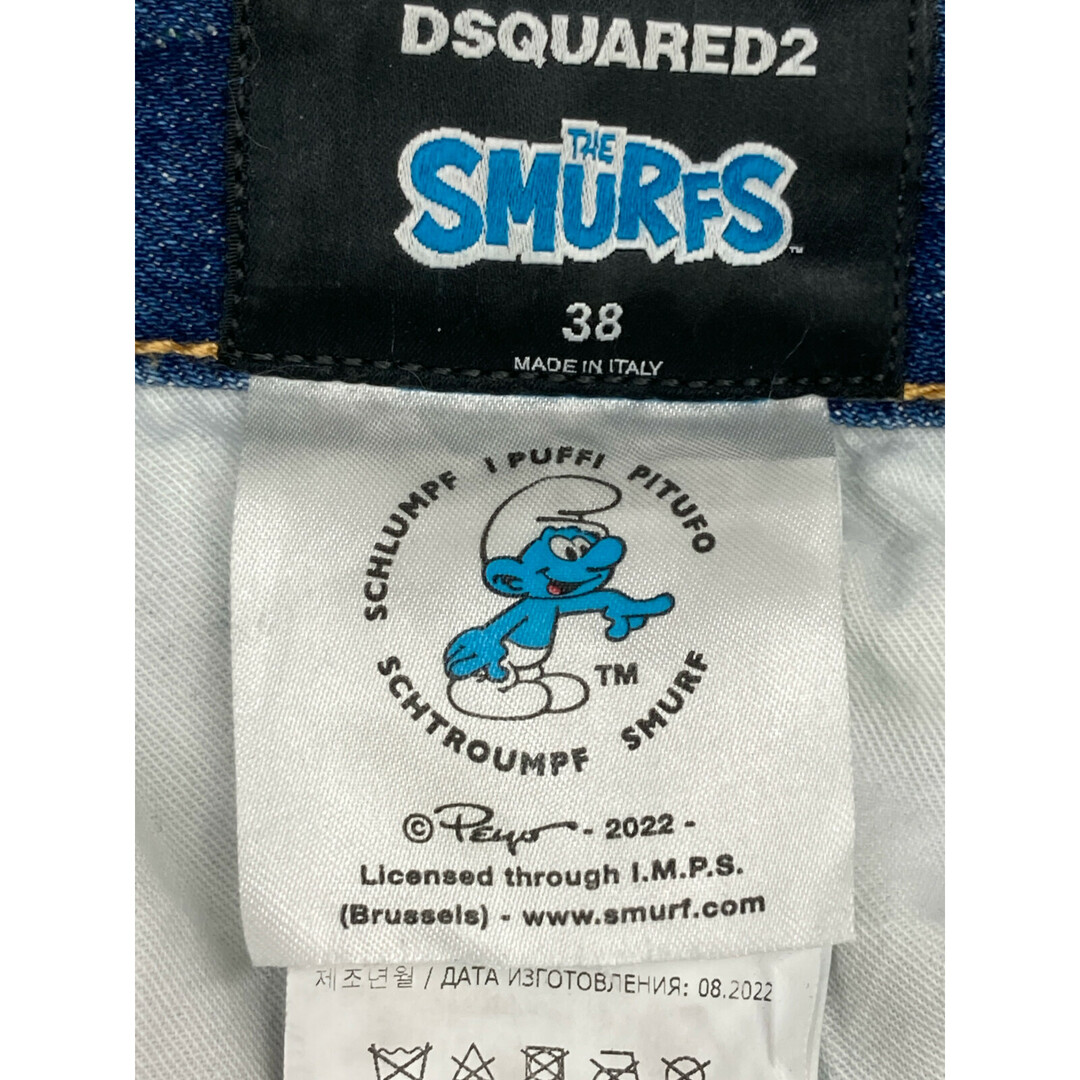 DSQUARED2
THE
SMURFS™
38
MADE IN ITALY
SCHLUMPF I PUFFI PITUFO
SCHTROUMPF SMURF
TM
© Peyo - 2022 -
Licensed through I.M.P.S.
(Brussels) - www.smurf.com
제조년월 / ДАТА ИЗГОТОВЛЕНИЯ: 08.2022